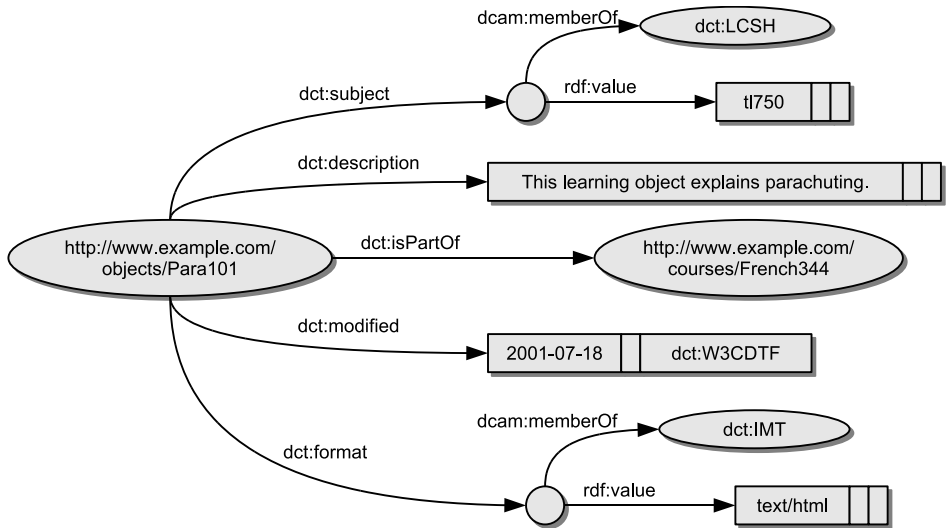 dcam:memberOf
dct:LCSH
dct:subject
rdf:value
tl750
dct:description
This learning object explains parachuting.
http://www.example.com/
objects/Para101
dct:isPartOf
http://www.example.com/
courses/French344
dct:modified
2001-07-18
dct:W3CDTF
dcam:memberOf
dct:IMT
dct:format
rdf:value
text/html